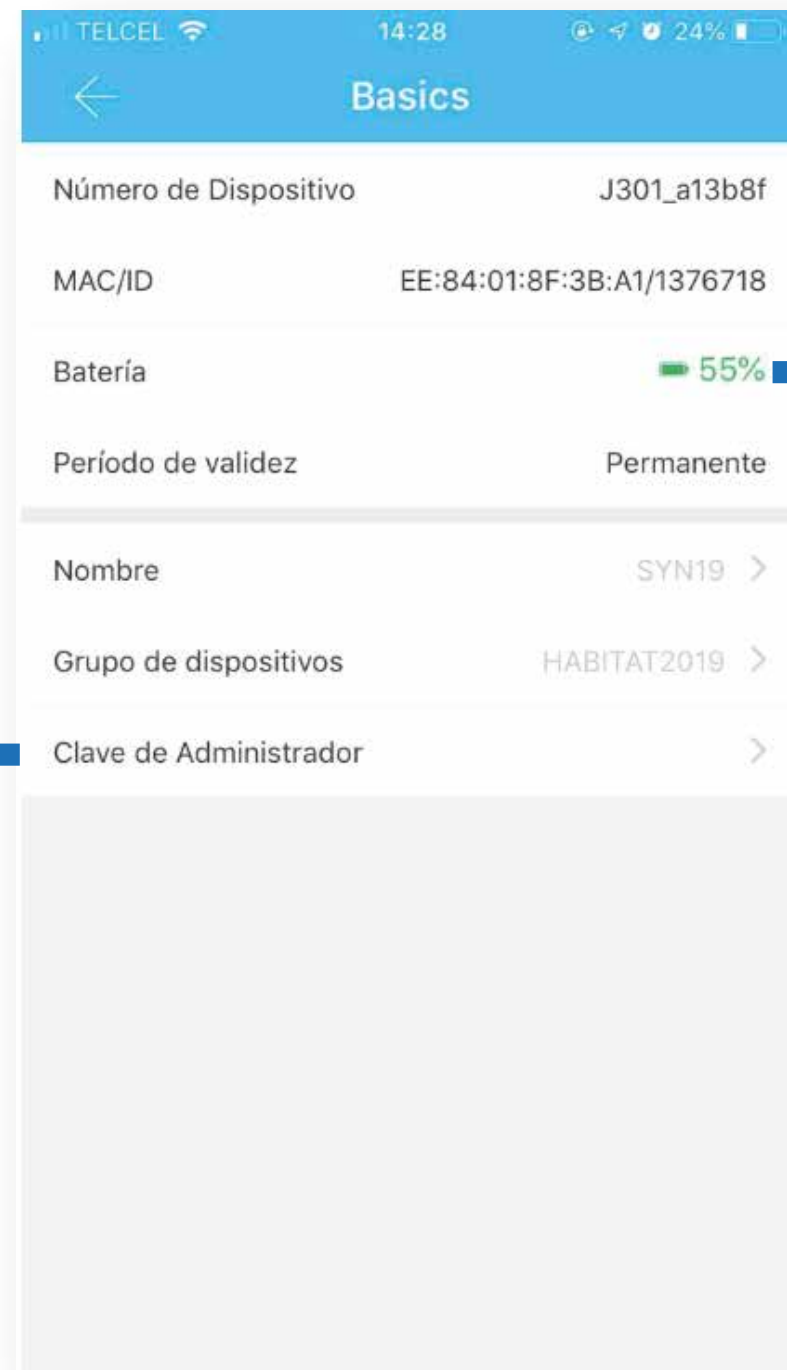 TELCEL 14:28 24%
Basics
Número de Dispositivo J301_a13b8f
MAC/ID EE:84:01:8F:3B:A1/1376718
Batería 55%
Período de validez Permanente
Nombre SYN19 >
Grupo de dispositivos HABITAT2019 >
Clave de Administrador >